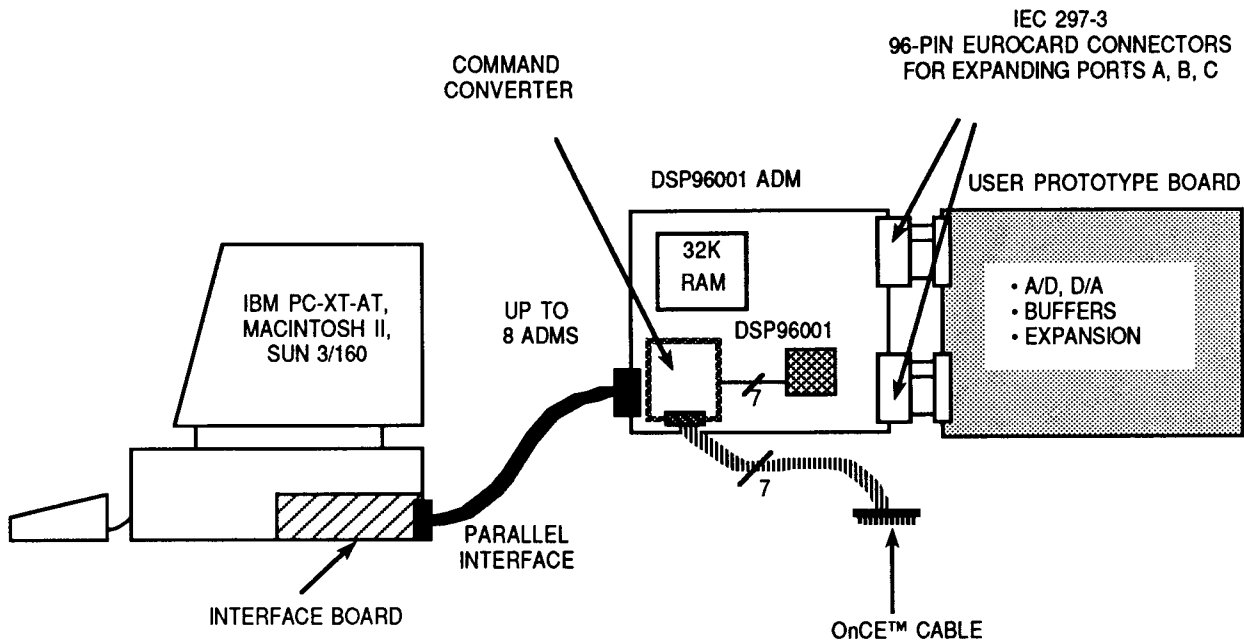 IEC 297-3
96-PIN EUROCARD CONNECTORS
FOR EXPANDING PORTS A, B, C
COMMAND
CONVERTER
DSP96001 ADM
USER PROTOTYPE BOARD
32K
RAM
IBM PC-XT-AT,
MACINTOSH II,
SUN 3/160
UP TO
8 ADMS
DSP96001
• A/D, D/A
• BUFFERS
• EXPANSION
7
7
PARALLEL
INTERFACE
INTERFACE BOARD
OnCE™ CABLE